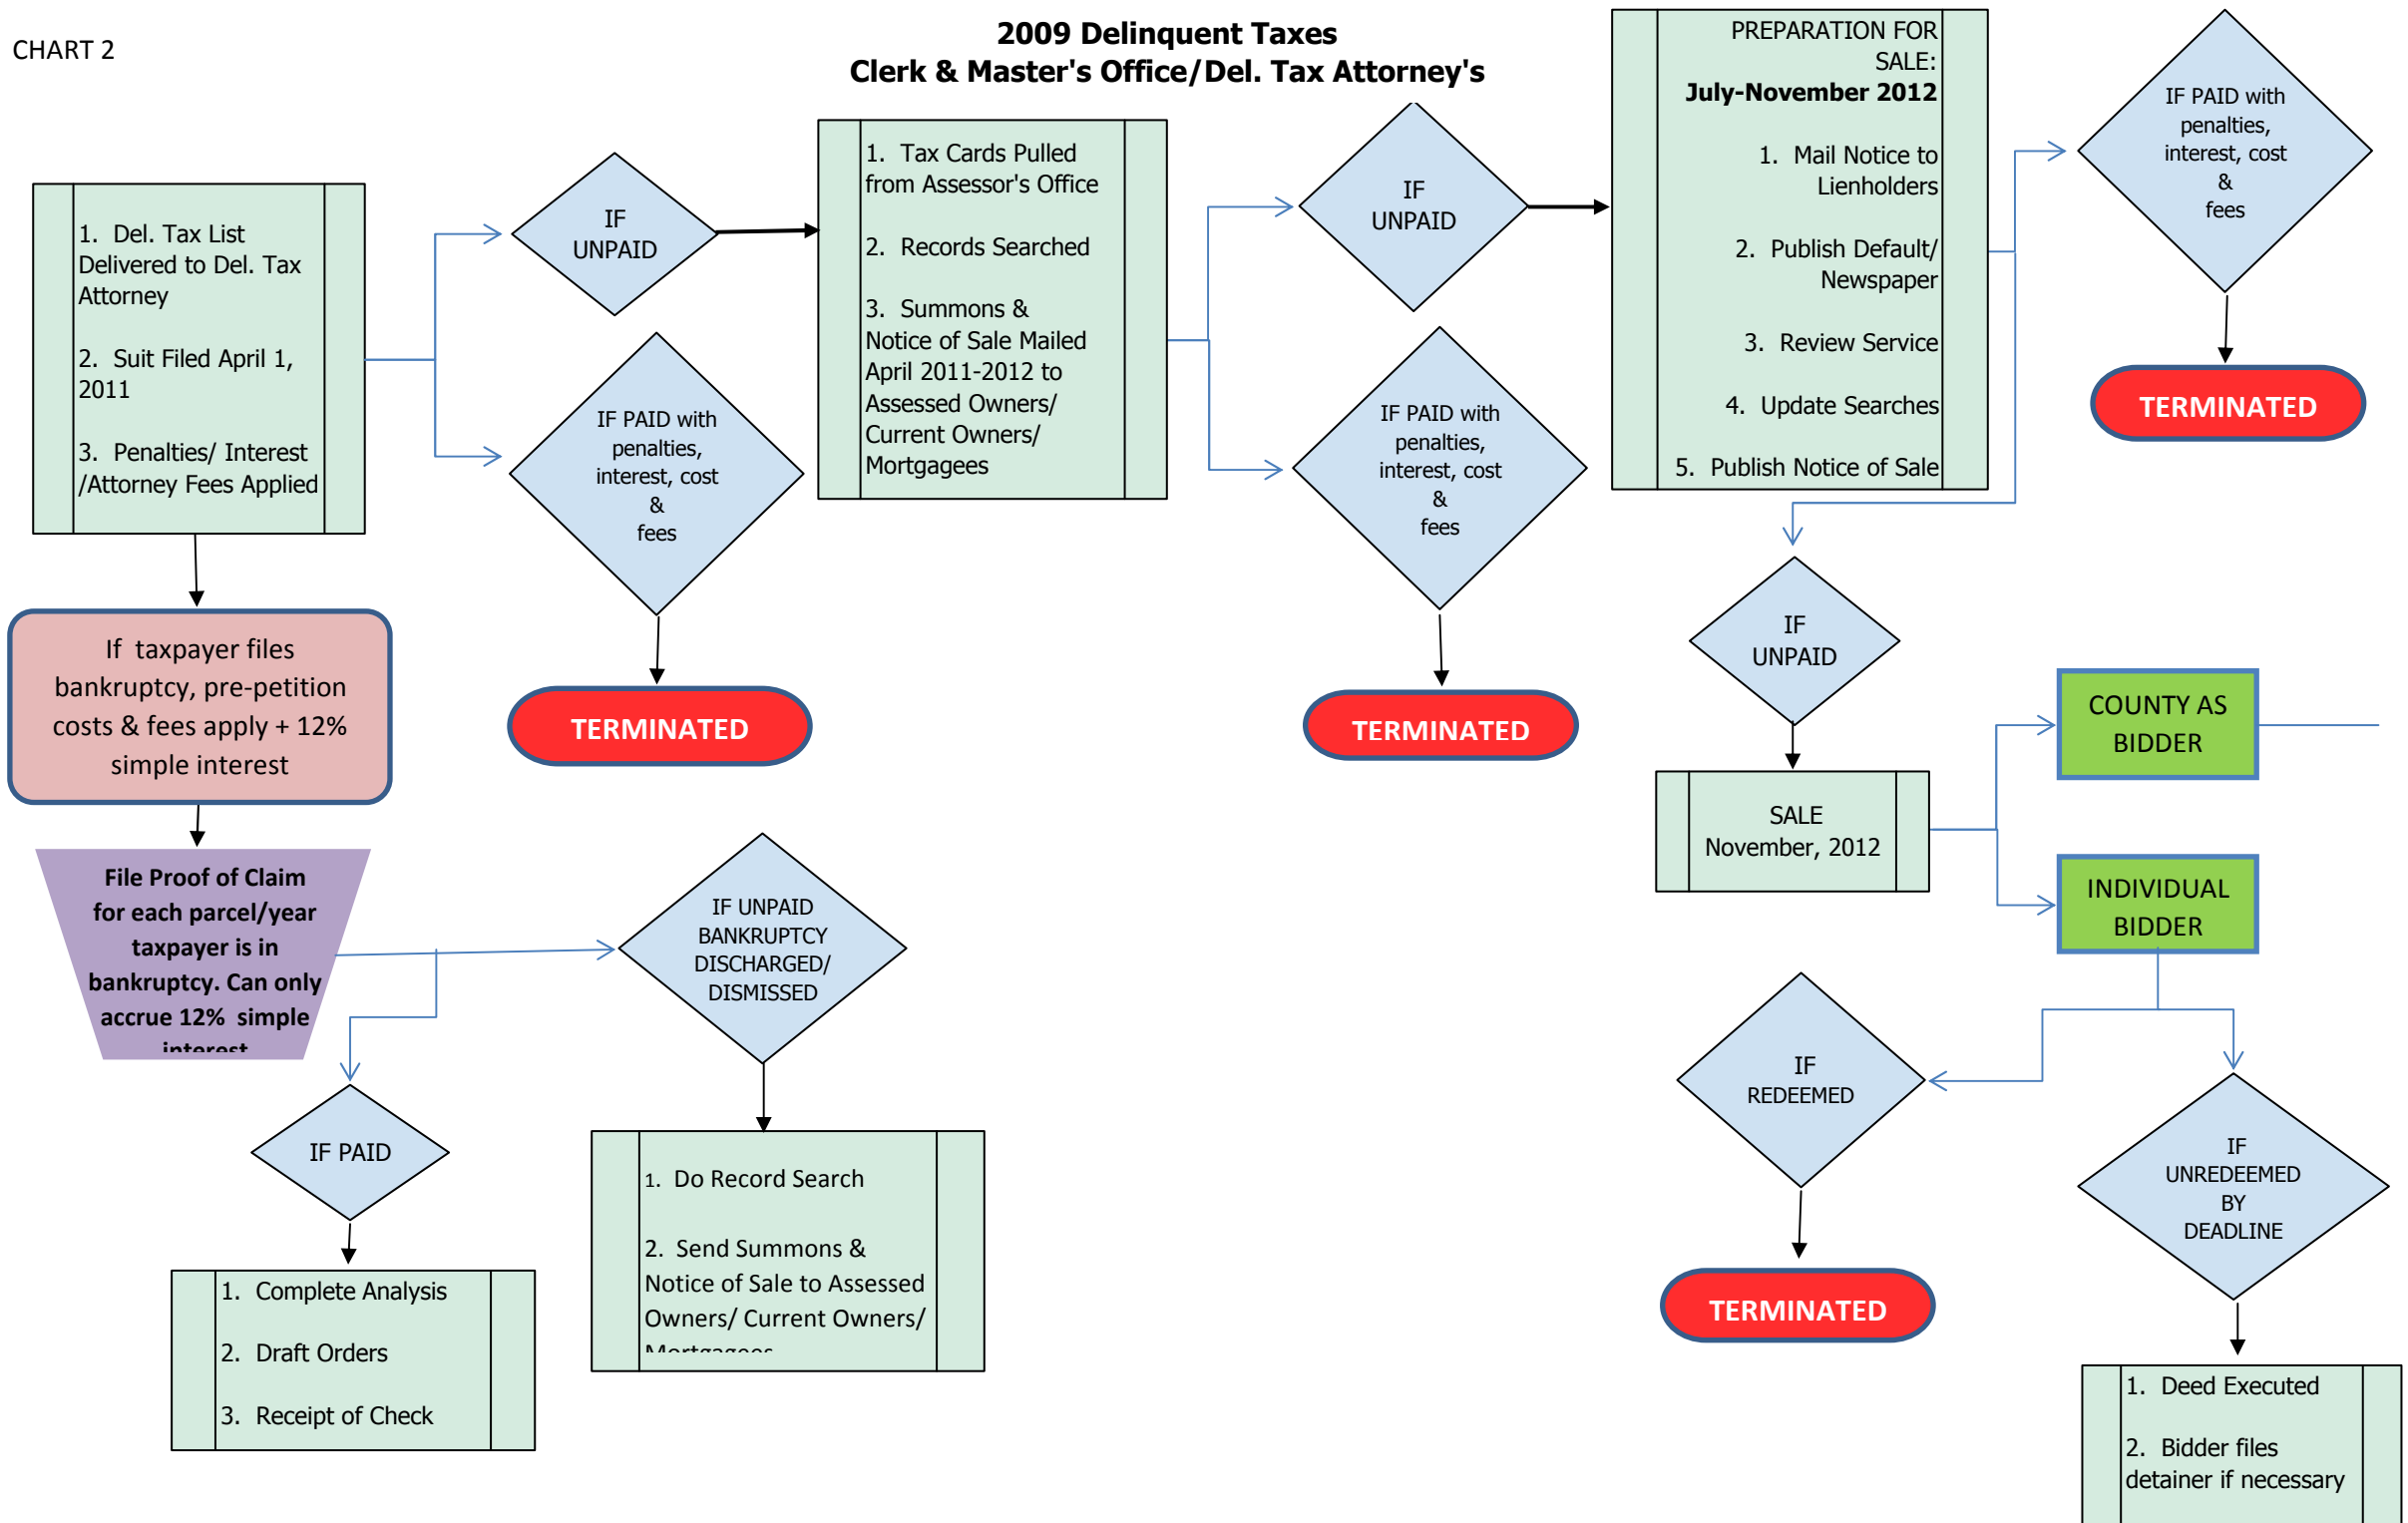 CHART 2
2009 Delinquent Taxes
Clerk & Master's Office/Del. Tax Attorney's
1. Del. Tax List
Delivered to Del. Tax
Attorney
2. Suit Filed April 1,
2011
3. Penalties/ Interest
/Attorney Fees Applied
IF
UNPAID
IF PAID with
penalties,
interest, cost
&
fees
TERMINATED
1. Tax Cards Pulled
from Assessor's Office
2. Records Searched
3. Summons &
Notice of Sale Mailed
April 2011-2012 to
Assessed Owners/
Current Owners/
Mortgagees
IF
UNPAID
IF PAID with
penalties,
interest, cost
&
fees
TERMINATED
PREPARATION FOR
SALE:
July-November 2012
1. Mail Notice to
Lienholders
2. Publish Default/
Newspaper
3. Review Service
4. Update Searches
5. Publish Notice of Sale
IF PAID with
penalties,
interest, cost
&
fees
TERMINATED
IF
UNPAID
SALE
November, 2012
COUNTY AS
BIDDER
INDIVIDUAL
BIDDER
IF
REDEEMED
TERMINATED
IF
UNREDEEMED
BY
DEADLINE
1. Deed Executed
2. Bidder files
detainer if necessary
If taxpayer files
bankruptcy, pre-petition
costs & fees apply + 12%
simple interest
File Proof of Claim
for each parcel/year
taxpayer is in
bankruptcy. Can only
accrue 12% simple
interest
IF UNPAID
BANKRUPTCY
DISCHARGED/
DISMISSED
1. Do Record Search
2. Send Summons &
Notice of Sale to Assessed
Owners/ Current Owners/
Mortgagees
IF PAID
1. Complete Analysis
2. Draft Orders
3. Receipt of Check